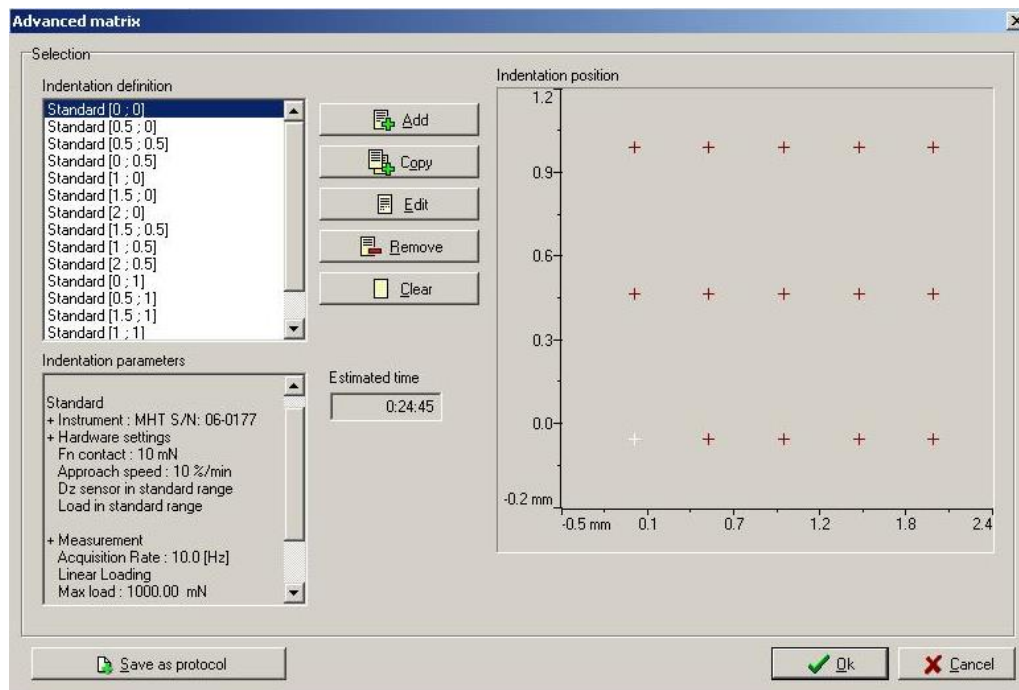 Advanced matrix
Selection
Indentation definition
Standard [0 ; 0]
Standard [0.5 ; 0]
Standard [0.5 ; 0.5]
Standard [0 ; 0.5]
Standard [1 ; 0]
Standard [1.5 ; 0]
Standard [2 ; 0]
Standard [1.5 ; 0.5]
Standard [1 ; 0.5]
Standard [2 ; 0.5]
Standard [0 ; 1]
Standard [0.5 ; 1]
Standard [1.5 ; 1]
Standard [1 ; 1]
Add
Copy
Edit
Remove
Clear
Indentation parameters
Standard
+ Instrument : MHT S/N: 06-0177
+ Hardware settings
Fn contact : 10 mN
Approach speed : 10 %/min
Dz sensor in standard range
Load in standard range
+ Measurement
Acquisition Rate : 10.0 [Hz]
Linear Loading
Max load : 1000.00 mN
Estimated time
0:24:45
Indentation position
1.2
0.9
0.6
0.3
0.0
-0.2 mm
-0.5 mm 0.1 0.7 1.2 1.8 2.4
Save as protocol
Ok
Cancel